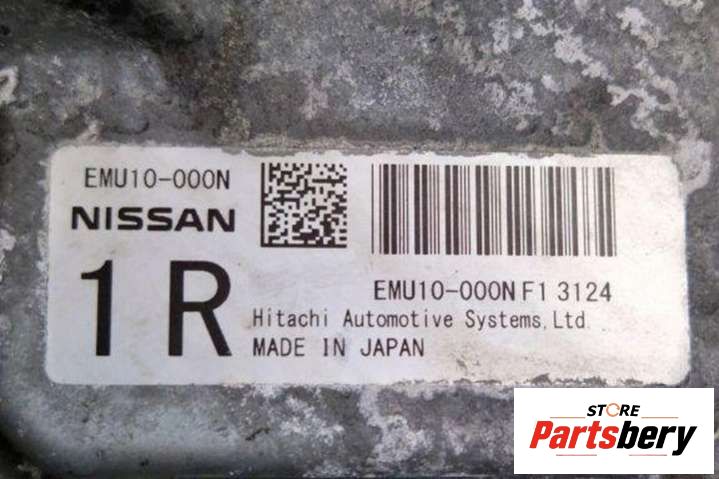 EMU10-000N
NISSAN
1R
EMU10-000N F1 3124
Hitachi Automotive Systems,Ltd.
MADE IN JAPAN
STORE
Partsbery